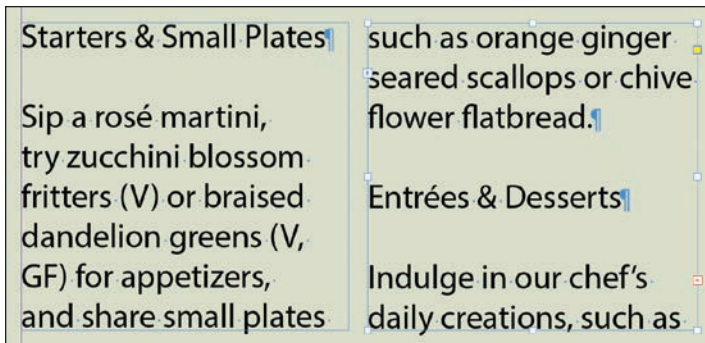 Starters & Small Plates¶
Sip a rosé martini,
try zucchini blossom
fritters (V) or braised
dandelion greens (V,
GF) for appetizers,
and share small plates
such as orange ginger
seared scallops or chive
flower flatbread.¶
Entrées & Desserts¶
Indulge in our chef’s
daily creations, such as